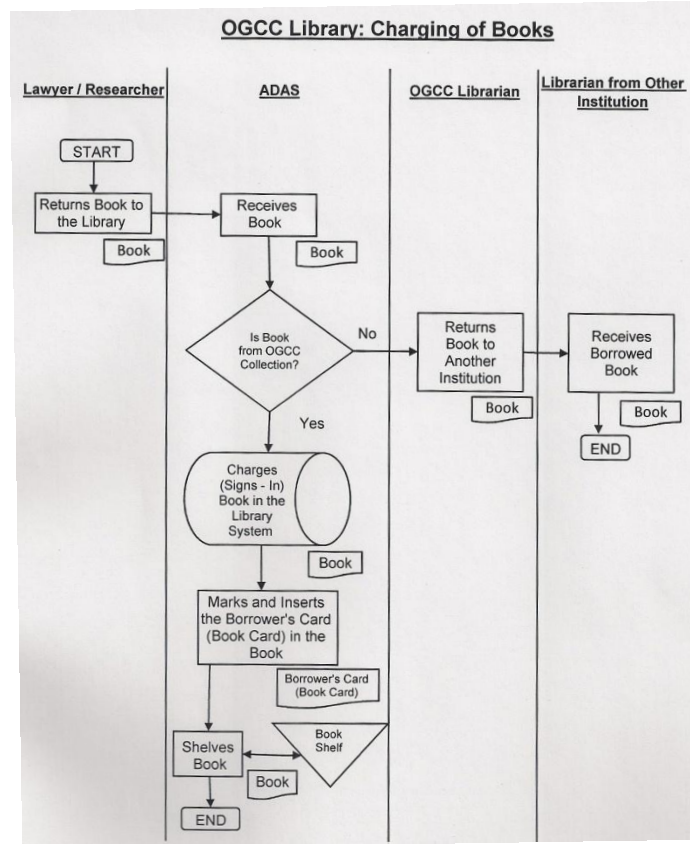 OGCC Library: Charging of Books
Lawyer / Researcher
ADAS
OGCC Librarian
Librarian from Other
Institution
START
Returns Book to
the Library
Book
Receives
Book
Book
Is Book
from OGCC
Collection?
No
Returns
Book to
Another
Institution
Book
Receives
Borrowed
Book
Book
END
Yes
Charges
(Signs - In)
Book in the
Library
System
Book
Marks and Inserts
the Borrower's Card
(Book Card) in the
Book
Borrower's Card
(Book Card)
Shelves
Book
Book
Shelf
Book
END